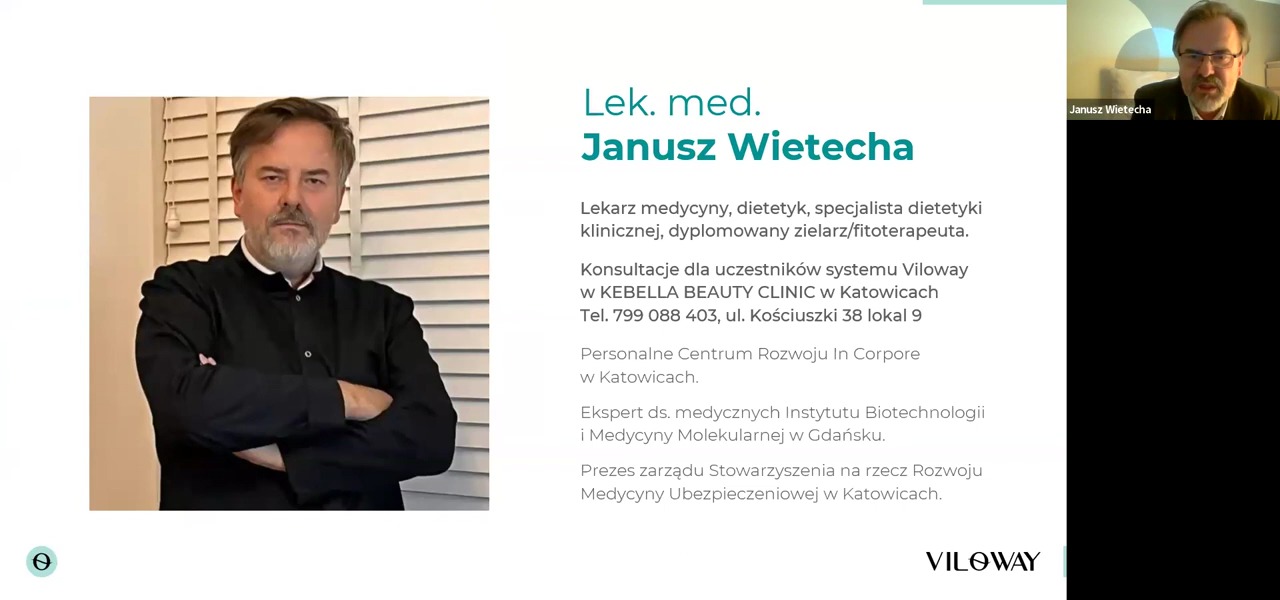 Lek. med.
Janusz Wietecha
Lekarz medycyny, dietetyk, specjalista dietetyki
klinicznej, dyplomowany zielarz/fitoterapeuta.
Konsultacje dla uczestników systemu Viloway
w KEBELLA BEAUTY CLINIC w Katowicach
Tel. 799 088 403, ul. Kościuszki 38 lokal 9
Personalne Centrum Rozwoju In Corpore
w Katowicach.
Ekspert ds. medycznych Instytutu Biotechnologii
i Medycyny Molekularnej w Gdańsku.
Prezes zarządu Stowarzyszenia na rzecz Rozwoju
Medycyny Ubezpieczeniowej w Katowicach.
VILOWAY
Janusz Wietecha